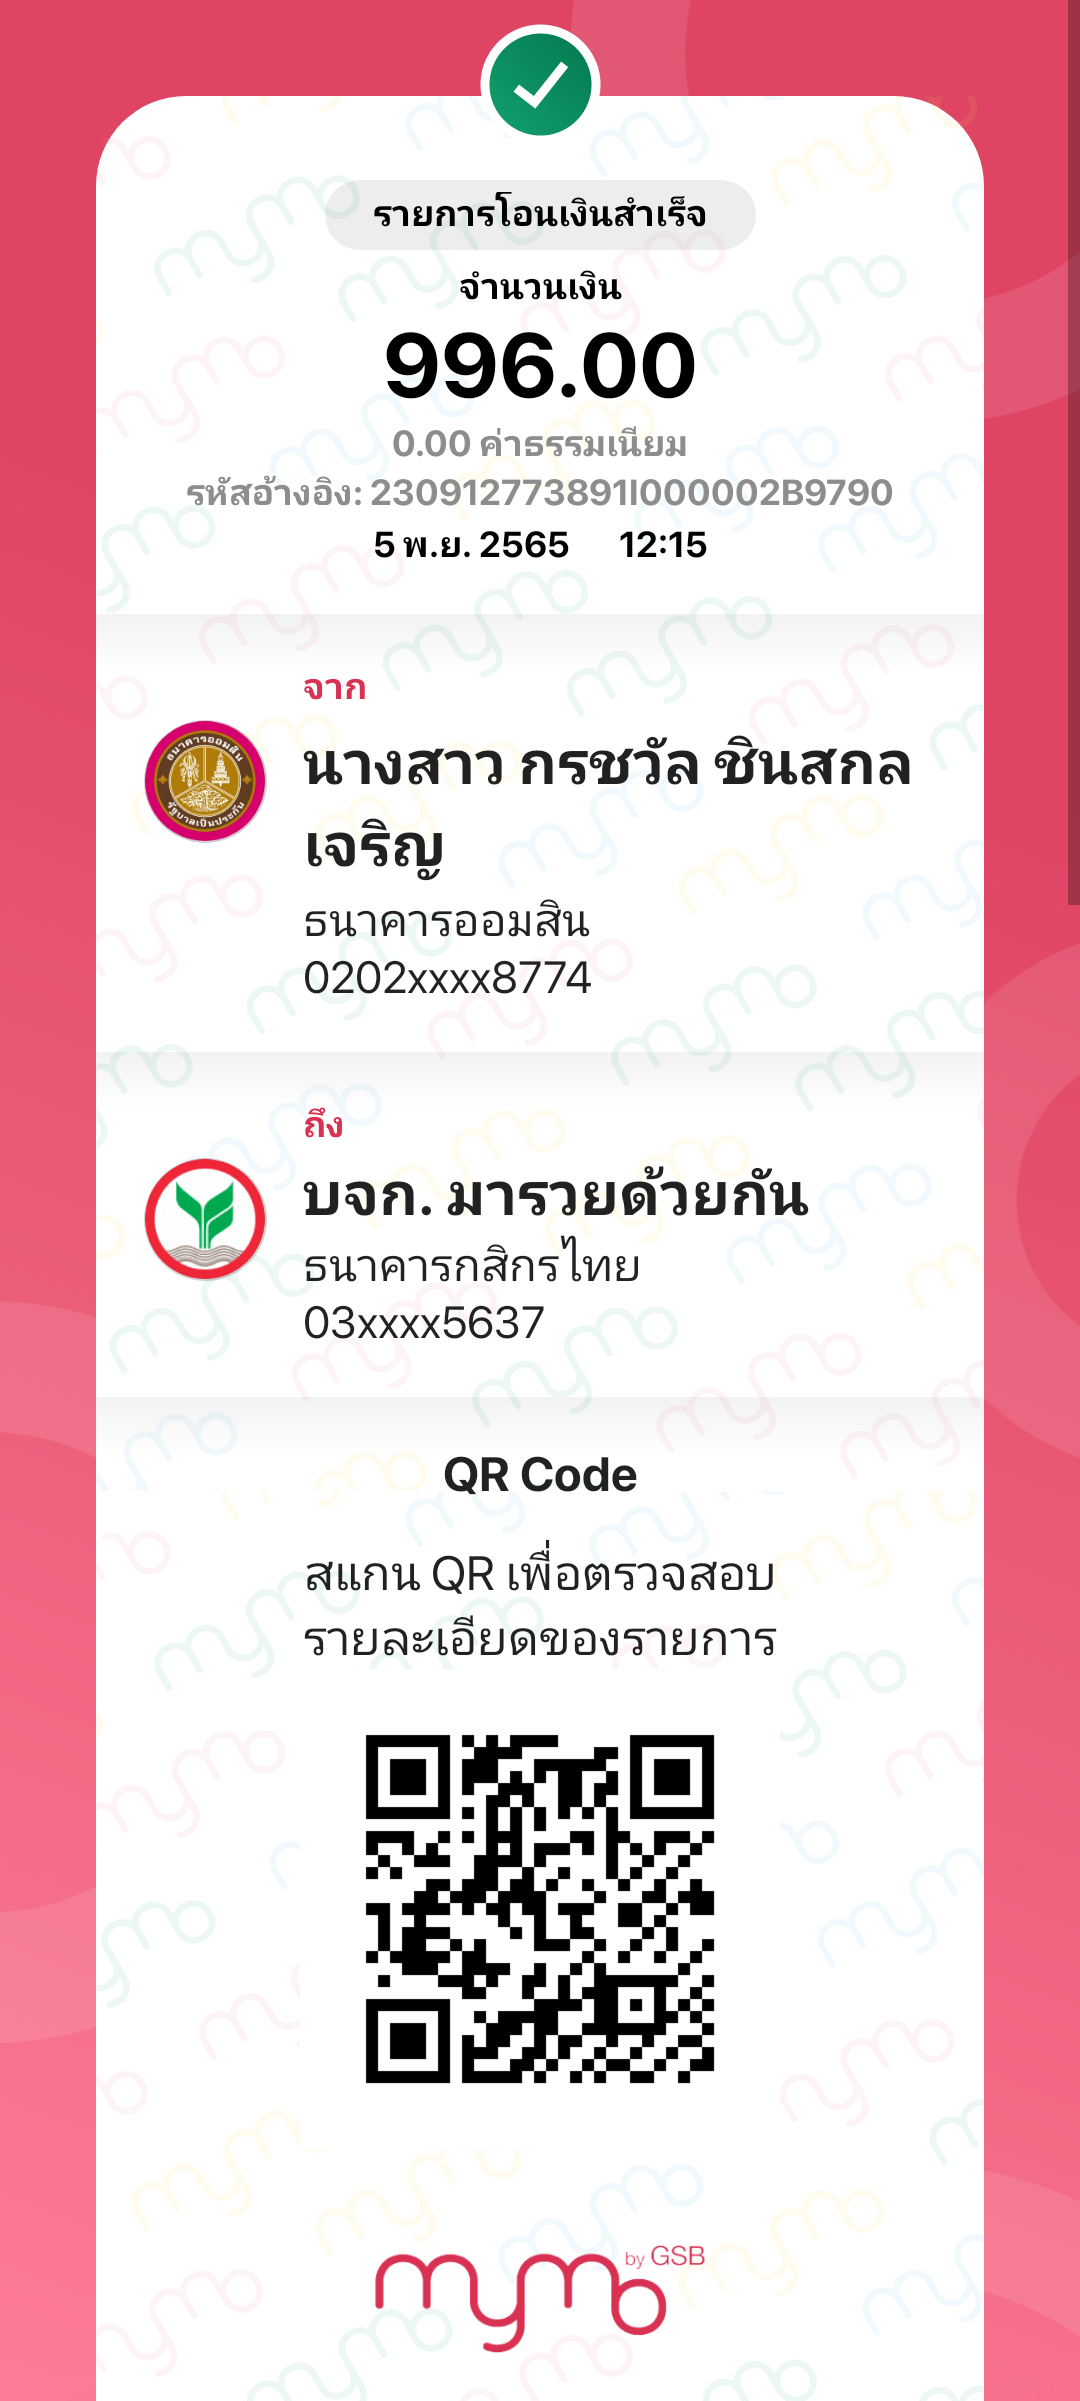 รายการโอนเงินสำเร็จ
จำนวนเงิน
996.00
0.00 ค่าธรรมเนียม
รหัสอ้างอิง: 230912773891I000002B9790
5 พ.ย. 2565 12:15
จาก
ธนาคารออมสิน
รัฐบาลเป็นประกัน
นางสาว กรชวัล ชินสกล
เจริญ
ธนาคารออมสิน
0202xxxx8774
ถึง
บจก. มารวยด้วยกัน
ธนาคารกสิกรไทย
03xxxx5637
QR Code
สแกน QR เพื่อตรวจสอบ
รายละเอียดของรายการ
mymo by GSB